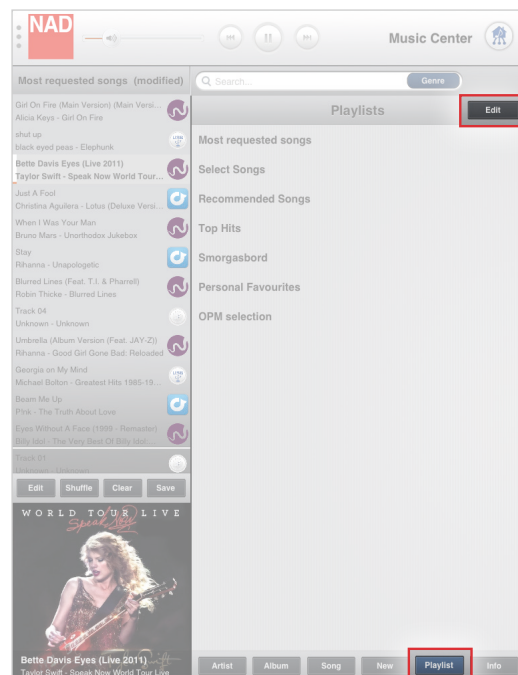 NAD
Music Center
Most requested songs (modified)
Search...
Genre
Playlists
Edit
Girl On Fire (Main Version) (Main Versi...
Alicia Keys - Girl On Fire
shut up
black eyed peas - Elephunk
Bette Davis Eyes (Live 2011)
Taylor Swift - Speak Now World Tour...
Just A Fool
Christina Aguilera - Lotus (Deluxe Versi...
When I Was Your Man
Bruno Mars - Unorthodox Jukebox
Stay
Rihanna - Unapologetic
Blurred Lines (Feat. T.I. & Pharrell)
Robin Thicke - Blurred Lines
Track 04
Unknown - Unknown
Umbrella (Album Version (Feat. JAY-Z))
Rihanna - Good Girl Gone Bad: Reloaded
Georgia on My Mind
Michael Bolton - Greatest Hits 1985-19...
Beam Me Up
P!nk - The Truth About Love
Eyes Without A Face (1999 - Remaster)
Billy Idol - The Very Best Of Billy Idol:...
Track 01
Unknown - Unknown
Most requested songs
Select Songs
Recommended Songs
Top Hits
Smorgasbord
Personal Favourites
OPM selection
Edit Shuffle Clear Save
WORLD TOUR LIVE
Speak Now
Bette Davis Eyes (Live 2011)
Taylor Swift - Speak Now World Tour Live
Artist Album Song New Playlist Info